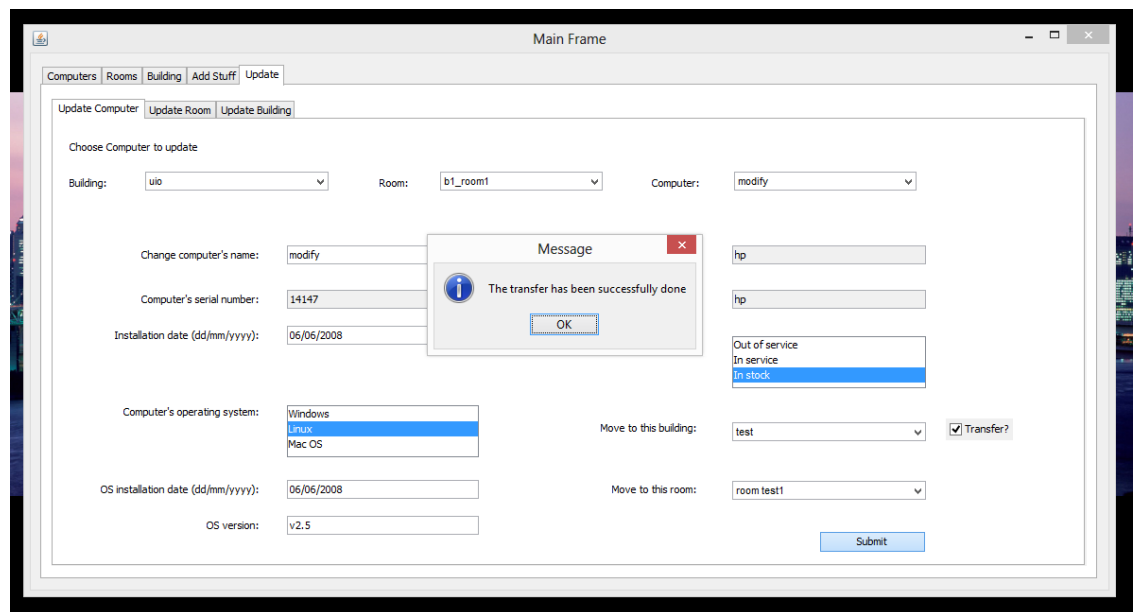 Main Frame
Computers Rooms Building Add Stuff Update
Update Computer Update Room Update Building
Choose Computer to update
Building: uio Room: b1_room1 Computer: modify
Change computer's name: modify hp
Message
The transfer has been successfully done
OK
Computer's serial number: 14147 hp
Installation date (dd/mm/yyyy): 06/06/2008
Out of service
In service
In stock
Computer's operating system: Windows
Linux
Mac OS
Move to this building: test Transfer?
OS installation date (dd/mm/yyyy): 06/06/2008 Move to this room: room test1
OS version: v2.5
Submit